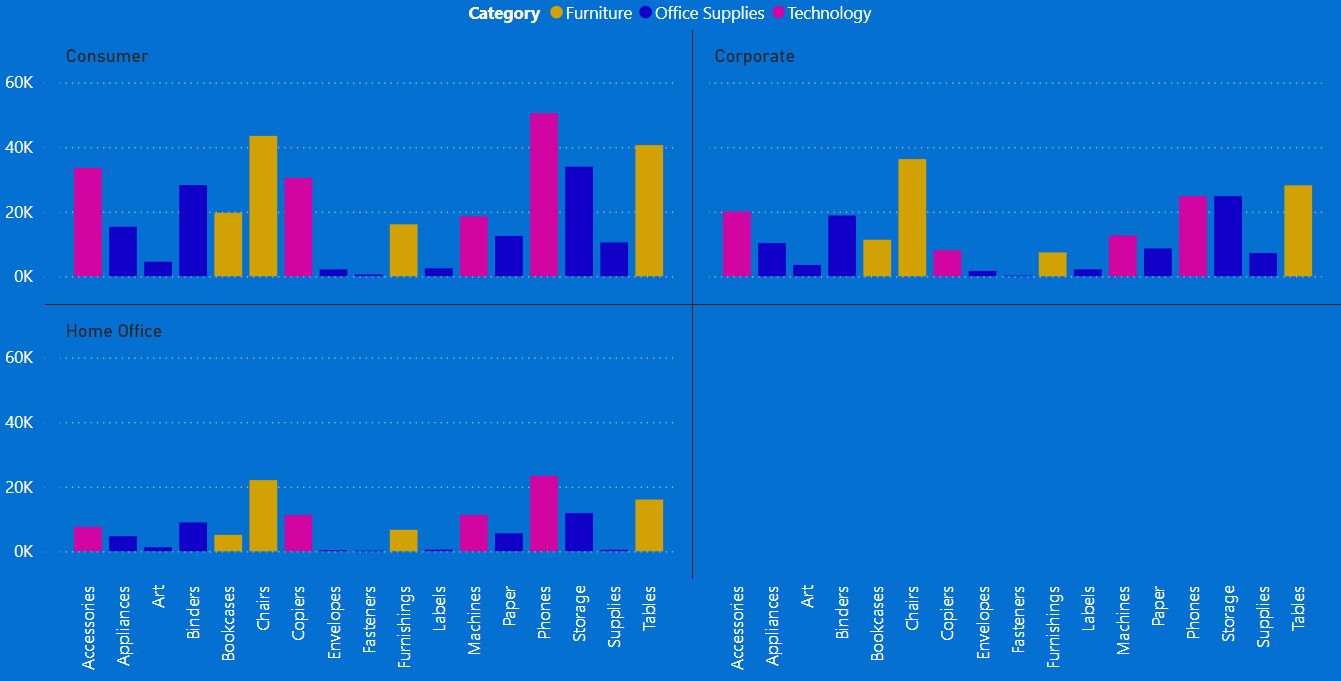 Category Furniture Office Supplies Technology
Consumer
Corporate
60K
40K
20K
0K
Home Office
60K
40K
20K
0K
Accessories
Appliances
Art
Binders
Bookcases
Chairs
Copiers
Envelopes
Fasteners
Furnishings
Labels
Machines
Paper
Phones
Storage
Supplies
Tables
Accessories
Appliances
Art
Binders
Bookcases
Chairs
Copiers
Envelopes
Fasteners
Furnishings
Labels
Machines
Paper
Phones
Storage
Supplies
Tables